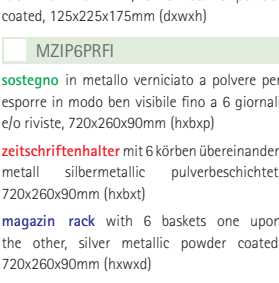 coated, 125x225x175mm (dxwxh)
MZIP6PRFI
sostegno in metallo verniciato a polvere per
esporre in modo ben visibile fino a 6 giornali
e/o riviste, 720x260x90mm (hxbxp)
zeitschriftenhalter mit 6 körben übereinander
metall silbermetallic pulverbeschichtet
720x260x90mm (hxbxt)
magazin rack with 6 baskets one upon
the other, silver metallic powder coated
720x260x90mm (hxwxd)